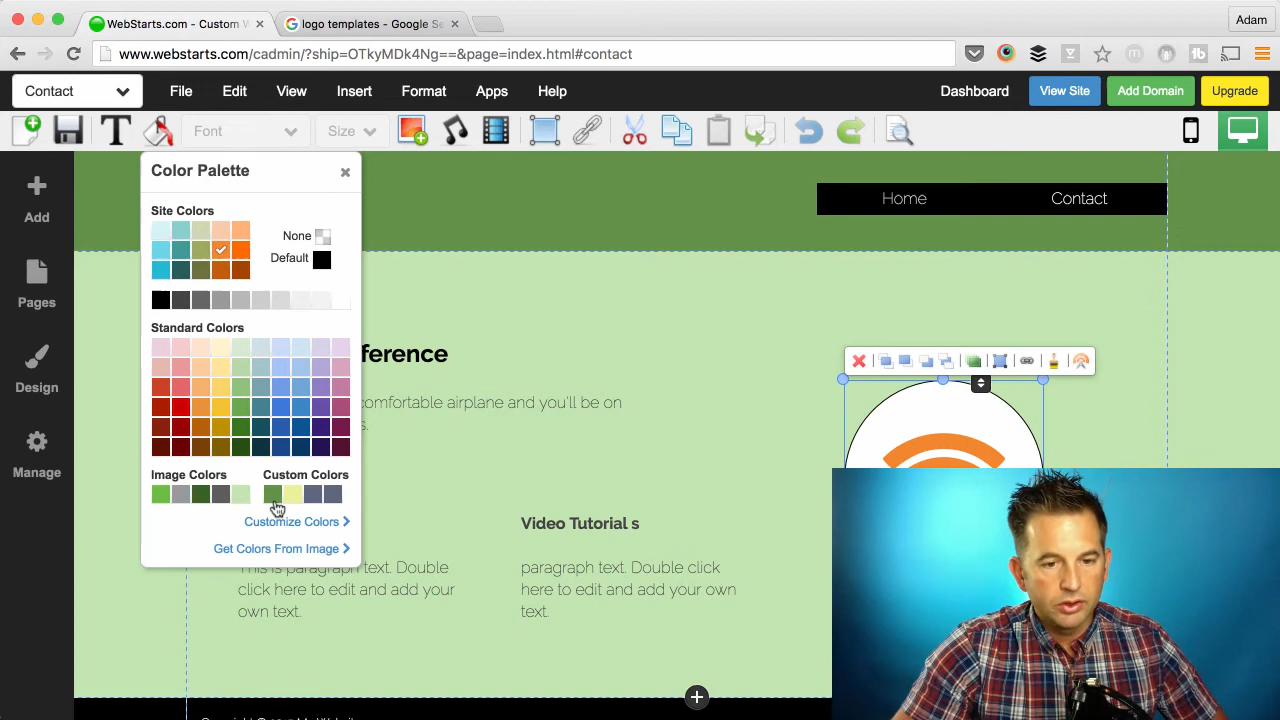 WebStarts.com - Custom W
logo templates - Google Se
Adam
www.webstarts.com/cadmin/?ship=OTkyMDk4Ng==&page=index.html#contact
Contact
File
Edit
View
Insert
Format
Apps
Help
Dashboard
View Site
Add Domain
Upgrade
Font
Size
Add
Pages
Design
Manage
Color Palette
Site Colors
None
Default
Standard Colors
Image Colors
Custom Colors
Customize Colors
Get Colors From Image
Home
Contact
ference
comfortable airplane and you'll be on
s.
Video Tutorial s
This is paragraph text. Double
click here to edit and add your
own text.
paragraph text. Double click
here to edit and add your own
text.